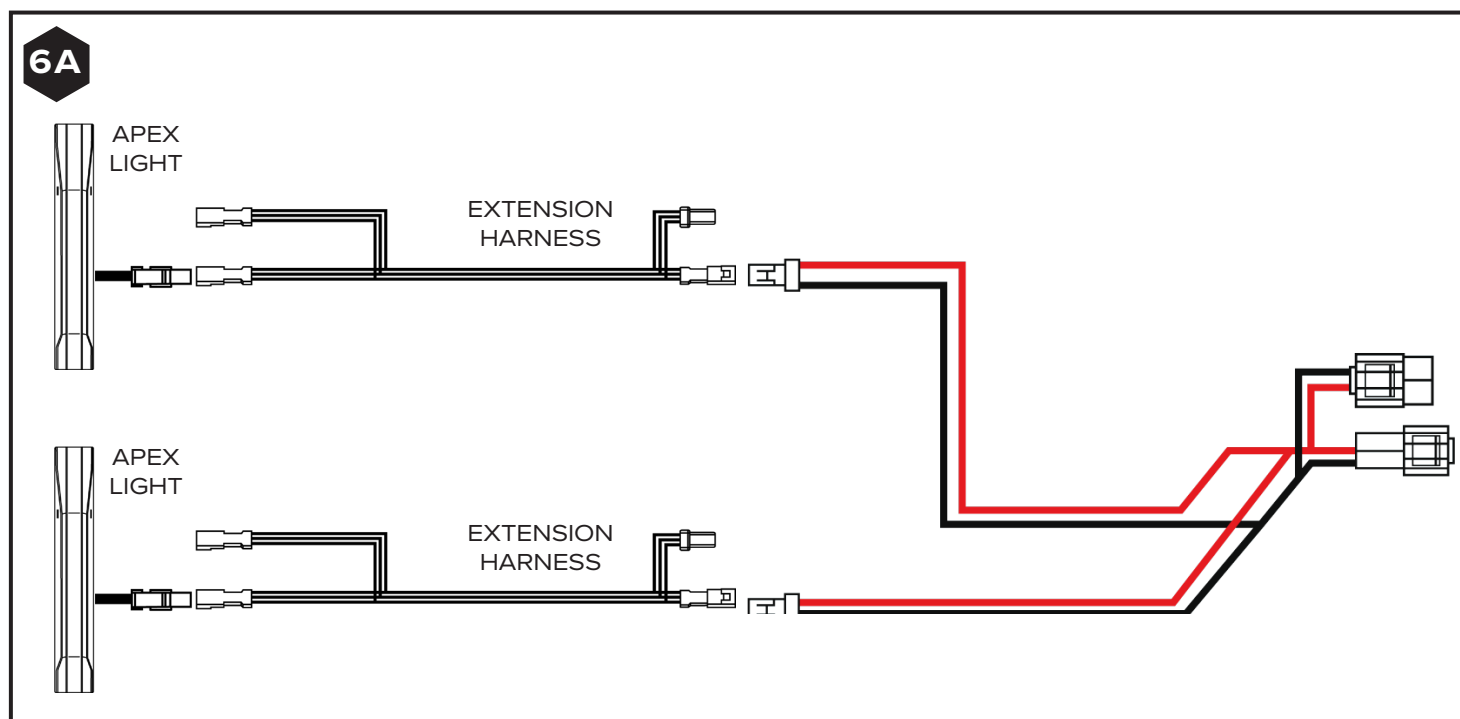 6A
APEX
LIGHT
EXTENSION
HARNESS
APEX
LIGHT
EXTENSION
HARNESS